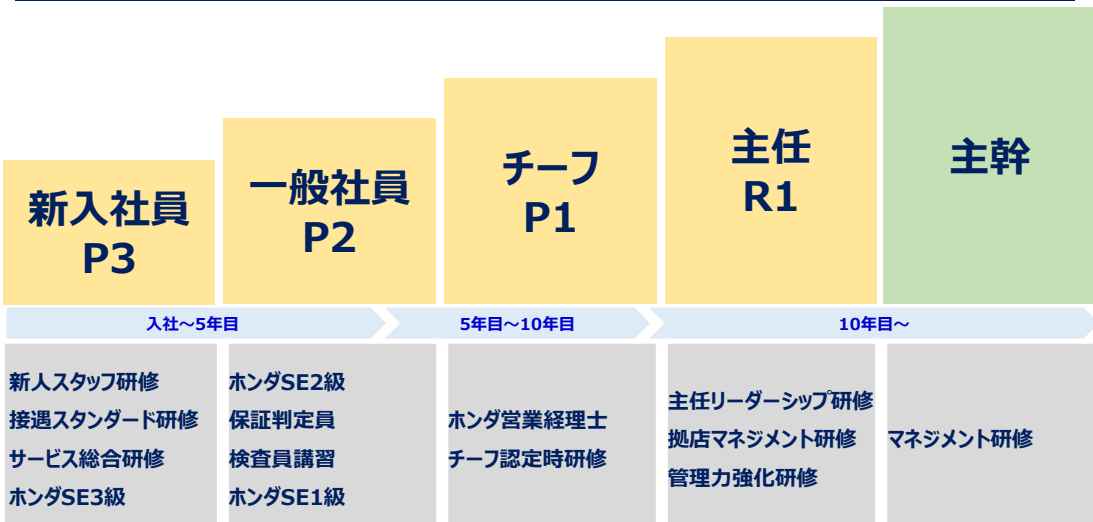 新入社員
P3
一般社員
P2
チーフ
P1
主任
R1
主幹
入社～5年目
5年目～10年目
10年目～
新人スタッフ研修
接遇スタンダード研修
サービス総合研修
ホンダSE3級
ホンダSE2級
保証判定員
検査員講習
ホンダSE1級
ホンダ営業経理士
チーフ認定時研修
主任リーダーシップ研修
拠店マネジメント研修
管理力強化研修
マネジメント研修